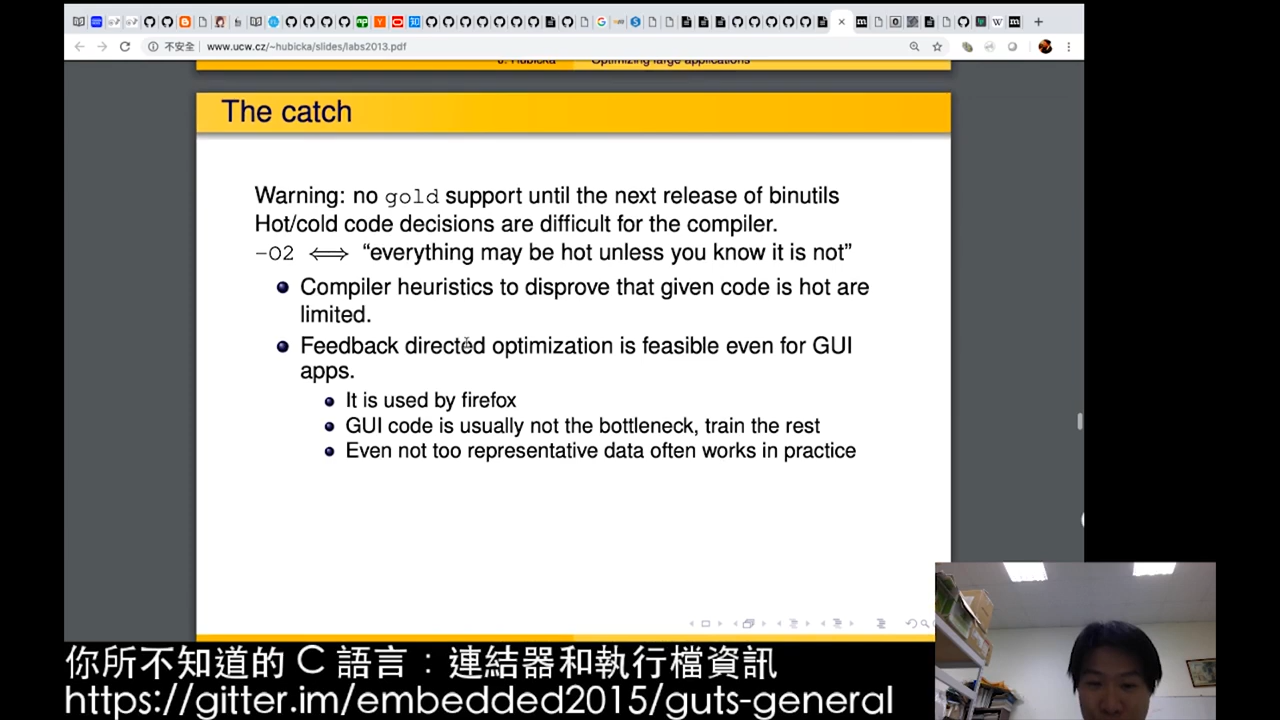 不安全 www.ucw.cz/~hubicka/slides/labs2013.pdf
J. Hubicka Optimizing large applications
The catch
Warning: no gold support until the next release of binutils
Hot/cold code decisions are difficult for the compiler.
-O2 ⟺ “everything may be hot unless you know it is not”
Compiler heuristics to disprove that given code is hot are
limited.
Feedback directed optimization is feasible even for GUI
apps.
It is used by firefox
GUI code is usually not the bottleneck, train the rest
Even not too representative data often works in practice
你所不知道的 C 語言：連結器和執行檔資訊
https://gitter.im/embedded2015/guts-general